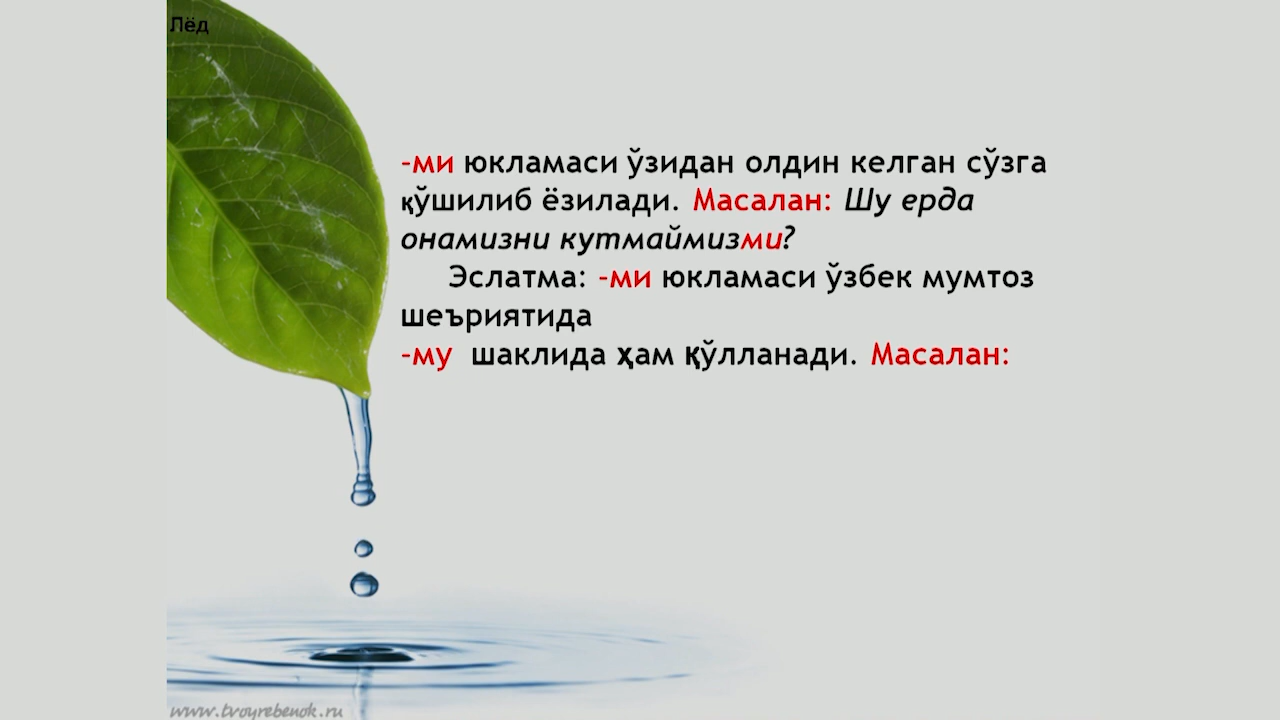 Лёд
-ми юкламаси ўзидан олдин келган сўзга
қўшилиб ёзилади. Масалан: Шу ерда
онамизни кутмаймизми?
Эслатма: -ми юкламаси ўзбек мумтоз
шеъриятида
-му шаклида ҳам қўлланади. Масалан:
www.tvoyrebenok.ru